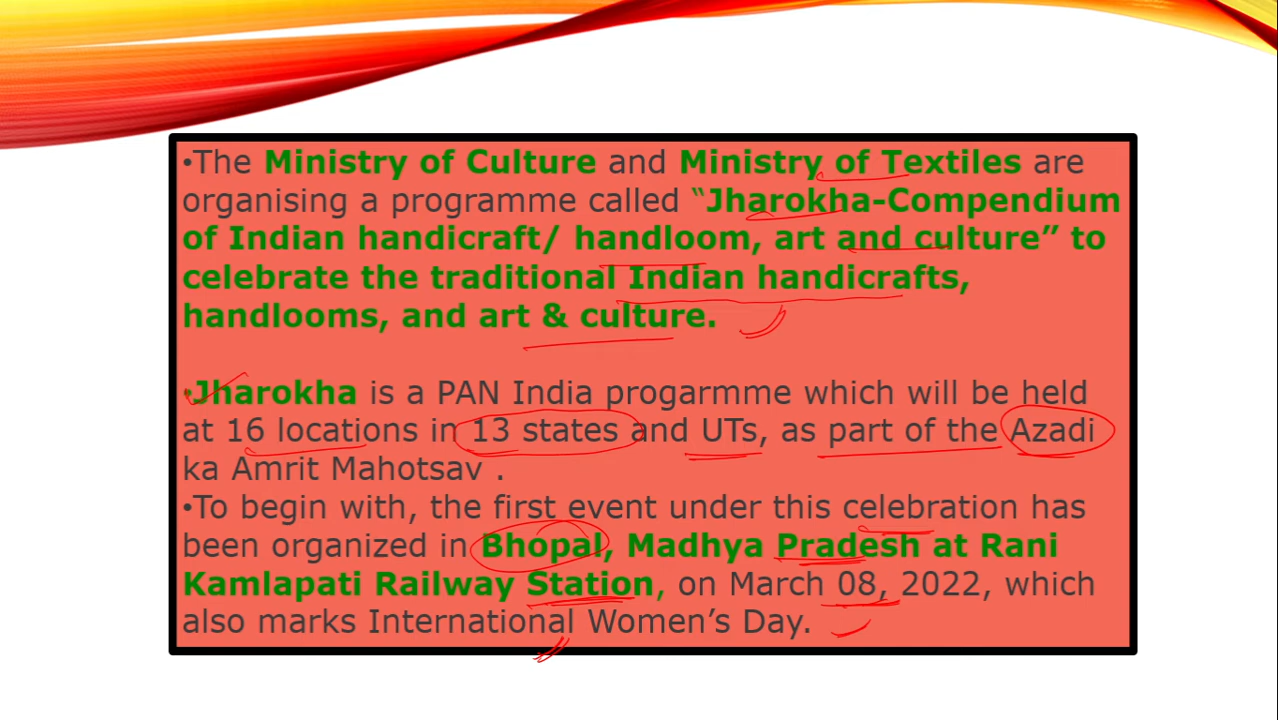 •The Ministry of Culture and Ministry of Textiles are
organising a programme called “Jharokha-Compendium
of Indian handicraft/ handloom, art and culture” to
celebrate the traditional Indian handicrafts,
handlooms, and art & culture.
•Jharokha is a PAN India progarmme which will be held
at 16 locations in 13 states and UTs, as part of the Azadi
ka Amrit Mahotsav .
•To begin with, the first event under this celebration has
been organized in Bhopal, Madhya Pradesh at Rani
Kamlapati Railway Station, on March 08, 2022, which
also marks International Women’s Day.